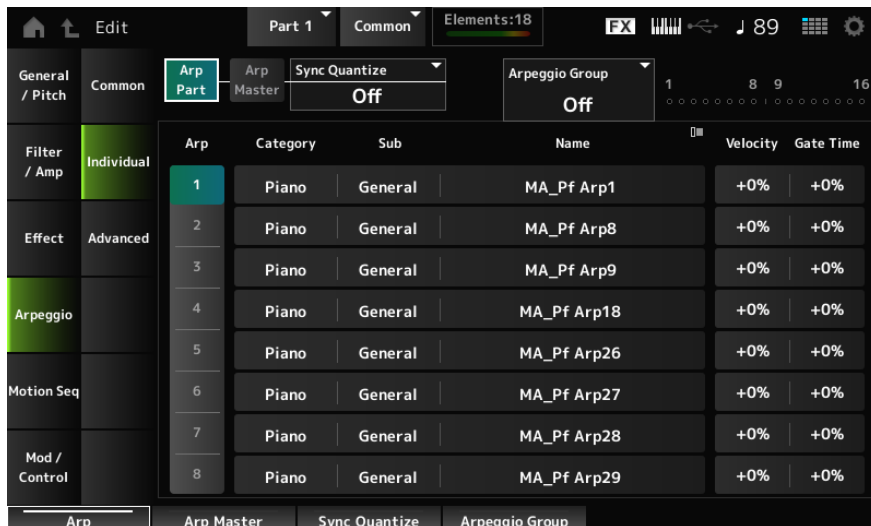 Edit
Part 1
Common
Elements:18
FX
♩ 89
General
/ Pitch
Filter
/ Amp
Effect
Arpeggio
Motion Seq
Mod /
Control
Common
Individual
Advanced
Arp
Part
Arp
Master
Sync Quantize
Off
Arpeggio Group
Off
1 8 9 16
Arp Category Sub Name Velocity Gate Time
1 Piano General MA_Pf Arp1 +0% +0%
2 Piano General MA_Pf Arp8 +0% +0%
3 Piano General MA_Pf Arp9 +0% +0%
4 Piano General MA_Pf Arp18 +0% +0%
5 Piano General MA_Pf Arp26 +0% +0%
6 Piano General MA_Pf Arp27 +0% +0%
7 Piano General MA_Pf Arp28 +0% +0%
8 Piano General MA_Pf Arp29 +0% +0%
Arp Arp Master Sync Quantize Arpeggio Group